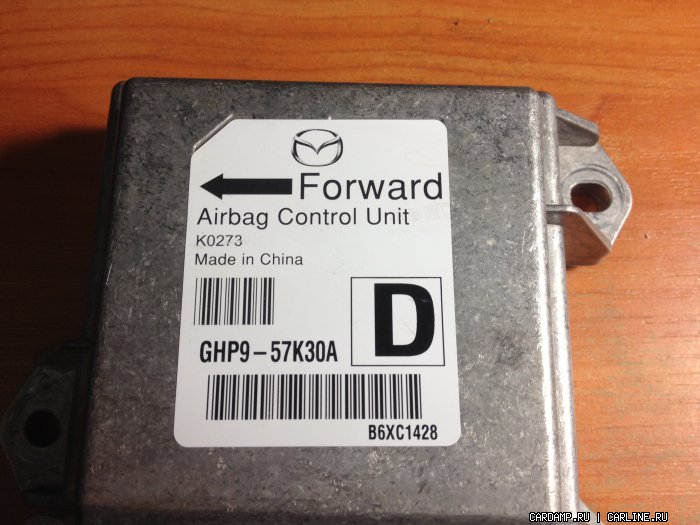 Forward
Airbag Control Unit
K0273
Made in China
D
GHP9-57K30A
B6XC1428
CARDAMP.RU | CARLINE.RU